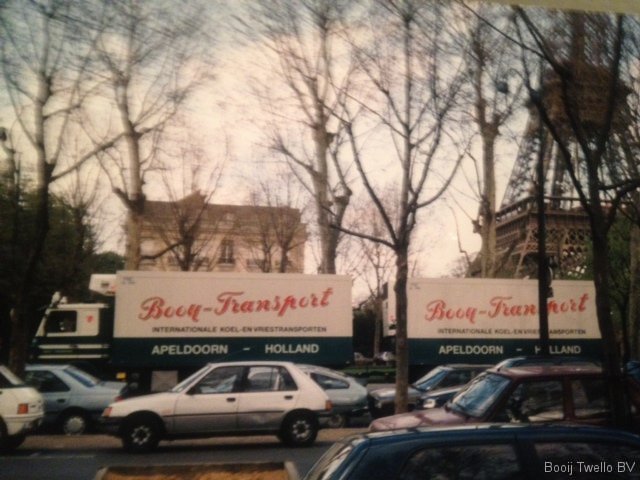 Booy-Transport
INTERNATIONALE KOEL-EN VRIESTRANSPORTEN
APELDOORN - HOLLAND
Booy-Transport
INTERNATIONALE KOEL-EN VRIESTRANSPORTEN
APELDOORN - HOLLAND
Booij Twello BV